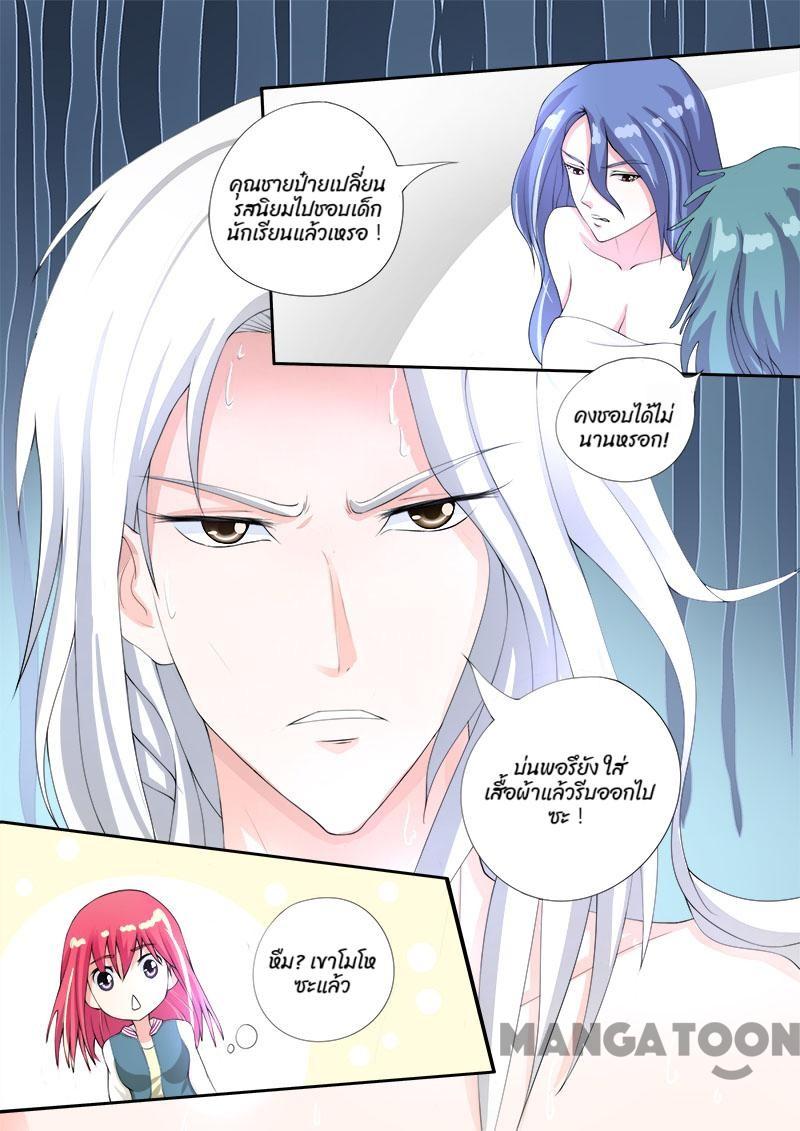 คุณชายป๋ายเปลี่ยน
รสนิยมไปชอบเด็ก
นักเรียนแล้วเหรอ !
คงชอบได้ไม่
นานหรอก!
บ่นพอรึยัง ใส่
เสื้อผ้าแล้วรีบออกไป
ซะ !
หืม? เขาโมโห
ซะแล้ว
MANGATOON